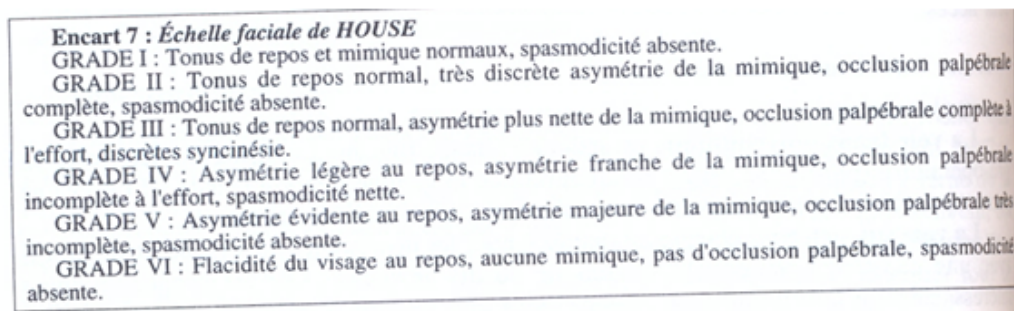 Encart 7 : Échelle faciale de HOUSE
GRADE I : Tonus de repos et mimique normaux, spasmodicité absente.
GRADE II : Tonus de repos normal, très discrète asymétrie de la mimique, occlusion palpébrale
complète, spasmodicité absente.
GRADE III : Tonus de repos normal, asymétrie plus nette de la mimique, occlusion palpébrale complète à
l'effort, discrètes syncinésie.
GRADE IV : Asymétrie légère au repos, asymétrie franche de la mimique, occlusion palpébrale
incomplète à l'effort, spasmodicité nette.
GRADE V : Asymétrie évidente au repos, asymétrie majeure de la mimique, occlusion palpébrale très
incomplète, spasmodicité absente.
GRADE VI : Flacidité du visage au repos, aucune mimique, pas d'occlusion palpébrale, spasmodicité
absente.